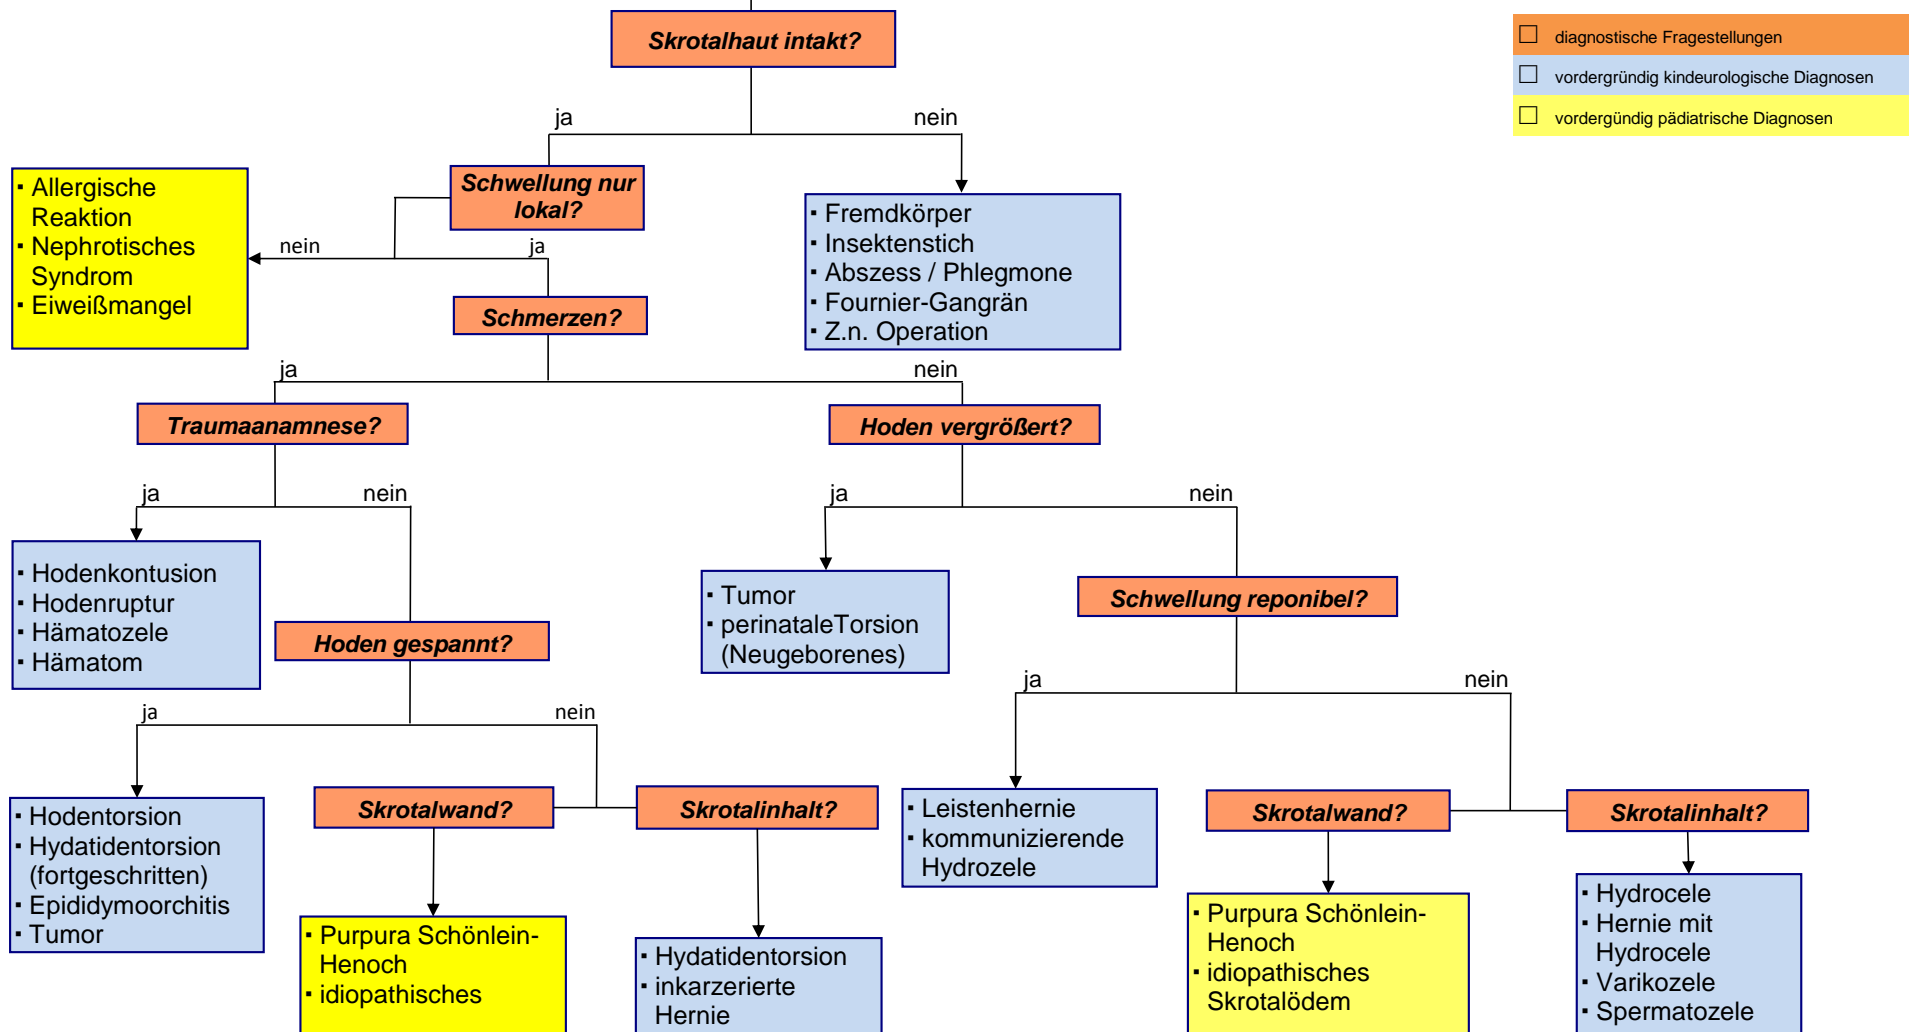 Skrotalhaut intakt?
☐ diagnostische Fragestellungen
☐ vordergründig kindeurologische Diagnosen
☐ vordergündig pädiatrische Diagnosen
ja
nein
▪ Allergische
Reaktion
▪ Nephrotisches
Syndrom
▪ Eiweißmangel
Schwellung nur
lokal?
▪ Fremdkörper
▪ Insektenstich
▪ Abszess / Phlegmone
▪ Fournier-Gangrän
▪ Z.n. Operation
nein
ja
Schmerzen?
ja
nein
Traumaanamnese?
Hoden vergrößert?
ja
nein
ja
nein
▪ Hodenkontusion
▪ Hodenruptur
▪ Hämatozele
▪ Hämatom
Hoden gespannt?
▪ Tumor
▪ perinataleTorsion
(Neugeborenes)
Schwellung reponibel?
ja
nein
ja
nein
▪ Hodentorsion
▪ Hydatidentorsion
(fortgeschritten)
▪ Epididymoorchitis
▪ Tumor
Skrotalwand?
Skrotalinhalt?
▪ Leistenhernie
▪ kommunizierende
Hydrozele
Skrotalwand?
Skrotalinhalt?
▪ Purpura Schönlein-
Henoch
▪ idiopathisches
▪ Hydatidentorsion
▪ inkarzerierte
Hernie
▪ Purpura Schönlein-
Henoch
▪ idiopathisches
Skrotalödem
▪ Hydrocele
▪ Hernie mit
Hydrocele
▪ Varikozele
▪ Spermatozele